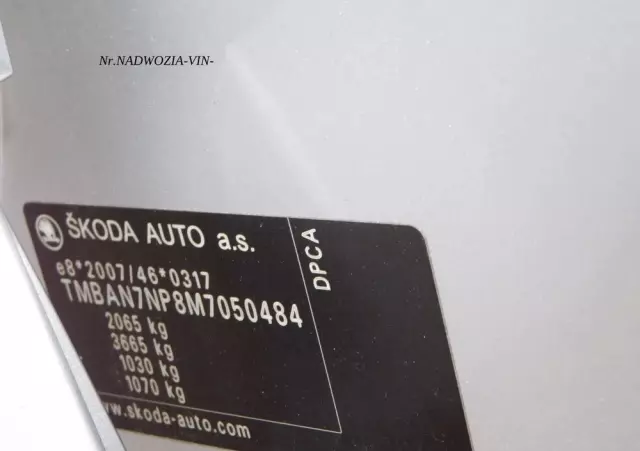 Nr.NADWOZIA-VIN-
ŠKODA AUTO a.s.
DPCA
e8*2007/46*0317
TMBAN7NP8M7050484
2065 kg
3665 kg
1030 kg
1070 kg
www.skoda-auto.com